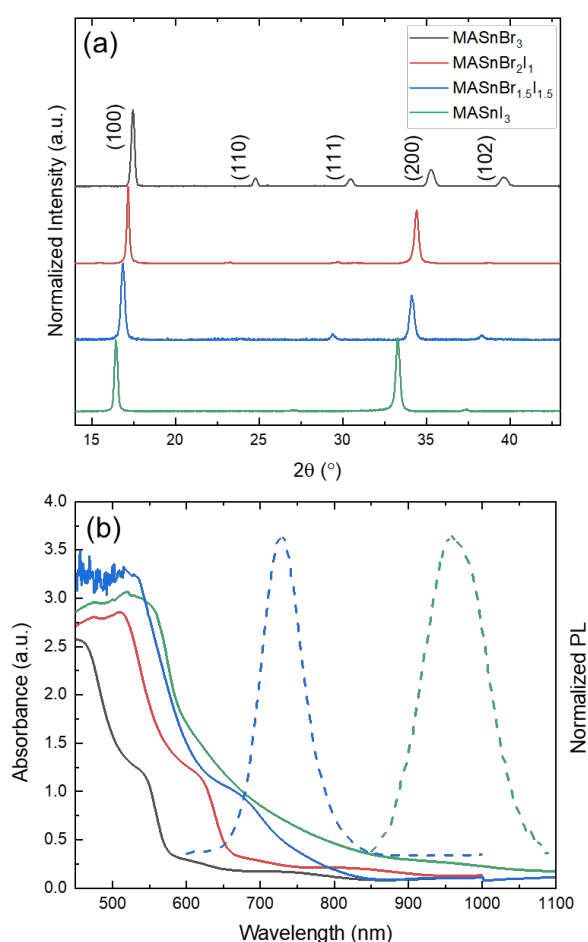 (a)
MASnBr₃
MASnBr₂I₁
MASnBr₁.₅I₁.₅
MASnI₃
(100)
(110)
(111)
(200)
(102)
Normalized Intensity (a.u.)
15 20 25 30 35 40
2θ (°)
(b)
4.0
3.5
3.0
2.5
2.0
1.5
1.0
0.5
0.0
Absorbance (a.u.)
Normalized PL
500 600 700 800 900 1000 1100
Wavelength (nm)